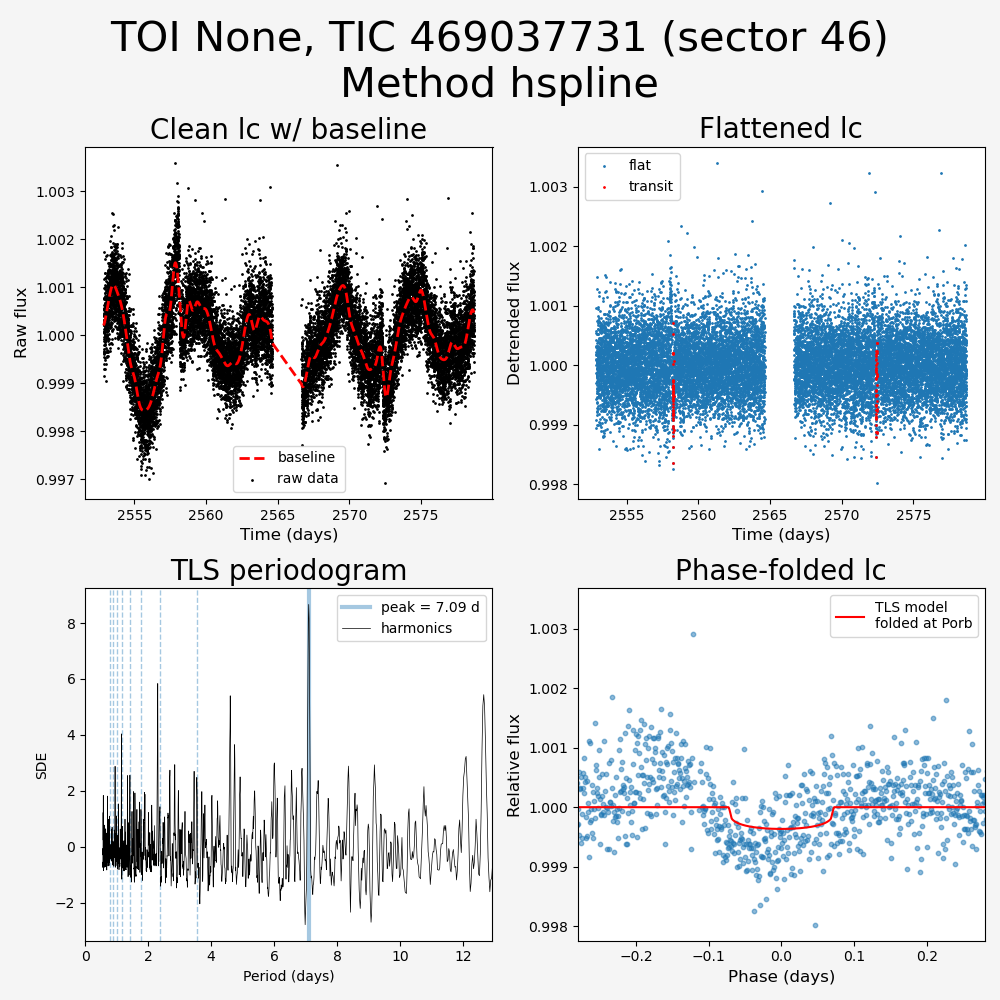 TOI None, TIC 469037731 (sector 46)
Method hspline
Clean lc w/ baseline
Raw flux
1.003
1.002
1.001
1.000
0.999
0.998
0.997
baseline
raw data
2555
2560
2565
2570
2575
Time (days)
Flattened lc
Detrended flux
1.003
1.002
1.001
1.000
0.999
0.998
flat
transit
2555
2560
2565
2570
2575
Time (days)
TLS periodogram
SDE
8
6
4
2
0
−2
peak = 7.09 d
harmonics
0
2
4
6
8
10
12
Period (days)
Phase-folded lc
Relative flux
1.003
1.002
1.001
1.000
0.999
0.998
TLS model
folded at Porb
−0.2
−0.1
0.0
0.1
0.2
Phase (days)